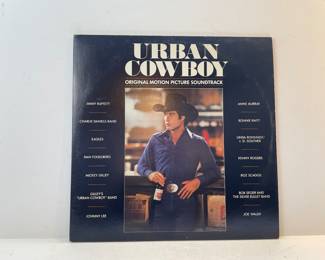 URBAN
COWBOY
ORIGINAL MOTION PICTURE SOUNDTRACK
JIMMY BUFFETT
CHARLIE DANIELS BAND
EAGLES
DAN FOGELBERG
MICKEY GILLEY
GILLEY'S
"URBAN COWBOY" BAND
JOHNNY LEE
ANNE MURRAY
BONNIE RAITT
LINDA RONSTADT/
J. D. SOUTHER
KENNY ROGERS
BOZ SCAGGS
BOB SEGER AND
THE SILVER BULLET BAND
JOE WALSH